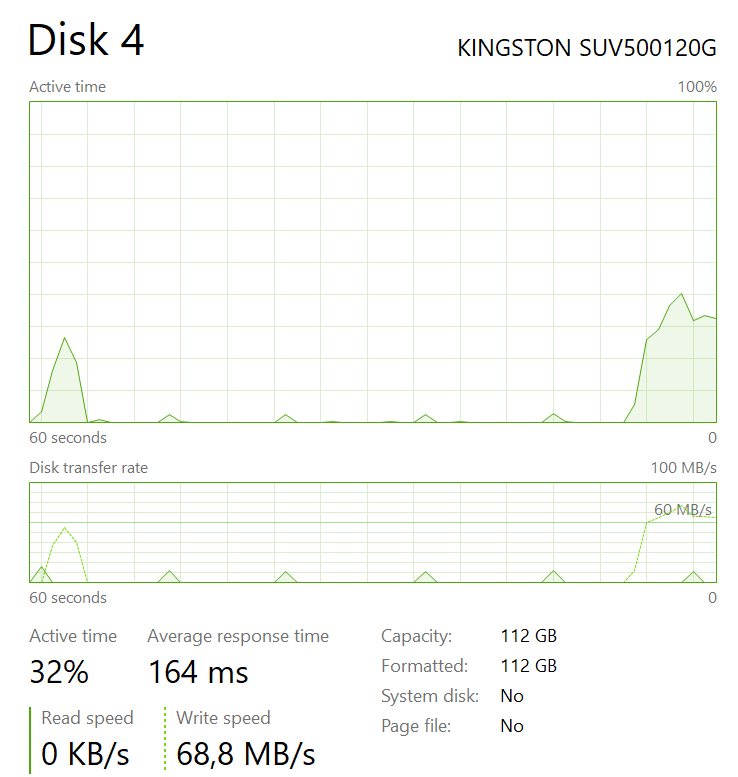 Disk 4
KINGSTON SUV500120G
Active time 100%
60 seconds 0
Disk transfer rate 100 MB/s
60 MB/s
60 seconds 0
Active time Average response time
32% 164 ms
Read speed Write speed
0 KB/s 68,8 MB/s
Capacity: 112 GB
Formatted: 112 GB
System disk: No
Page file: No